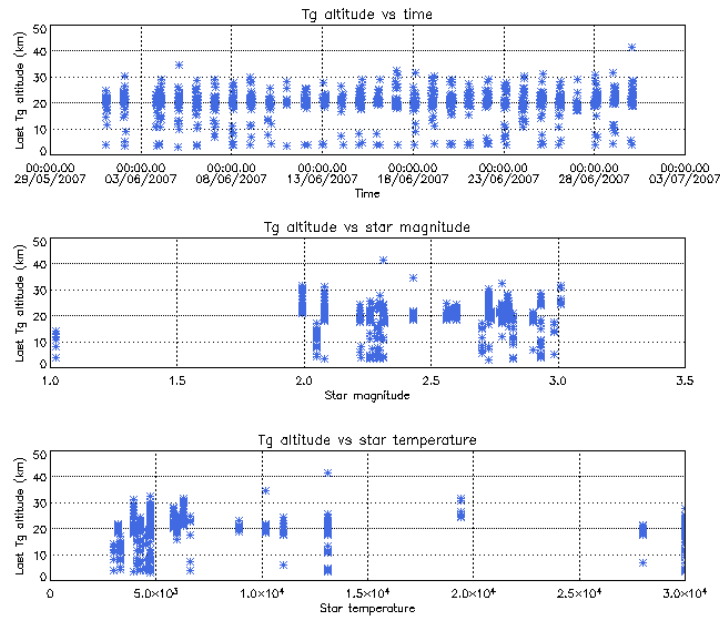 Tg altitude vs time
Last Tg altitude (km)
50
40
30
20
10
0
00:00.00 00:00.00 00:00.00 00:00.00 00:00.00 00:00.00 00:00.00 00:00.00
29/05/2007 03/06/2007 08/06/2007 13/06/2007 18/06/2007 23/06/2007 28/06/2007 03/07/2007
Time
Tg altitude vs star magnitude
Last Tg altitude (km)
50
40
30
20
10
0
1.0 1.5 2.0 2.5 3.0 3.5
Star magnitude
Tg altitude vs star temperature
Last Tg altitude (km)
50
40
30
20
10
0
0 5.0×10³ 1.0×10⁴ 1.5×10⁴ 2.0×10⁴ 2.5×10⁴ 3.0×10⁴
Star temperature